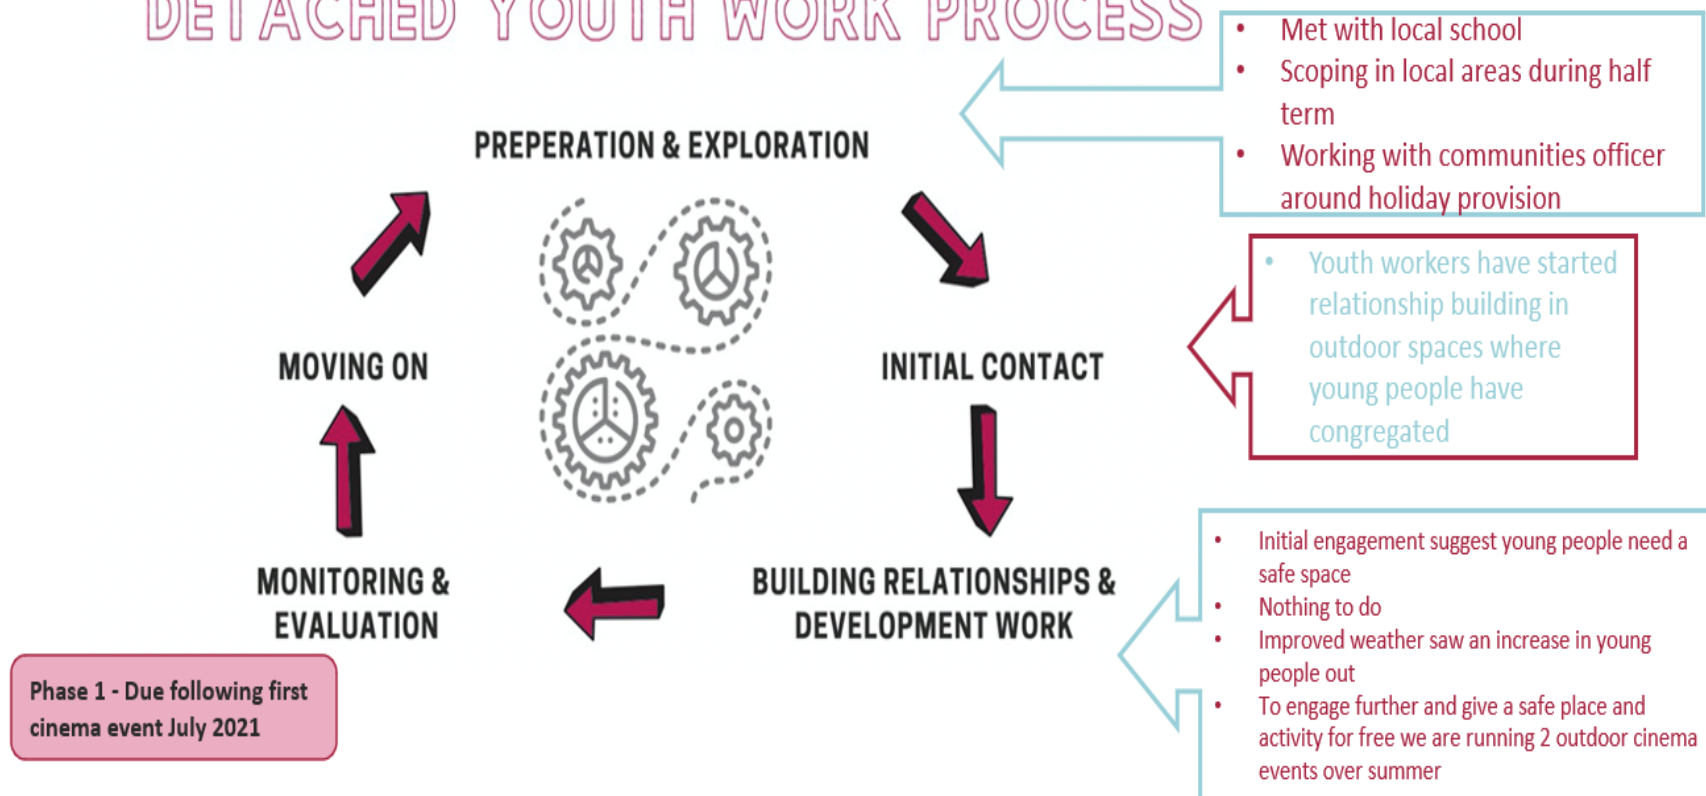 DETACHED YOUTH WORK PROCESS
• Met with local school
• Scoping in local areas during half
term
• Working with communities officer
around holiday provision
PREPERATION & EXPLORATION
• Youth workers have started
relationship building in
outdoor spaces where
young people have
congregated
INITIAL CONTACT
• Initial engagement suggest young people need a
safe space
• Nothing to do
• Improved weather saw an increase in young
people out
• To engage further and give a safe place and
activity for free we are running 2 outdoor cinema
events over summer
BUILDING RELATIONSHIPS &
DEVELOPMENT WORK
MONITORING &
EVALUATION
Phase 1 - Due following first
cinema event July 2021
MOVING ON